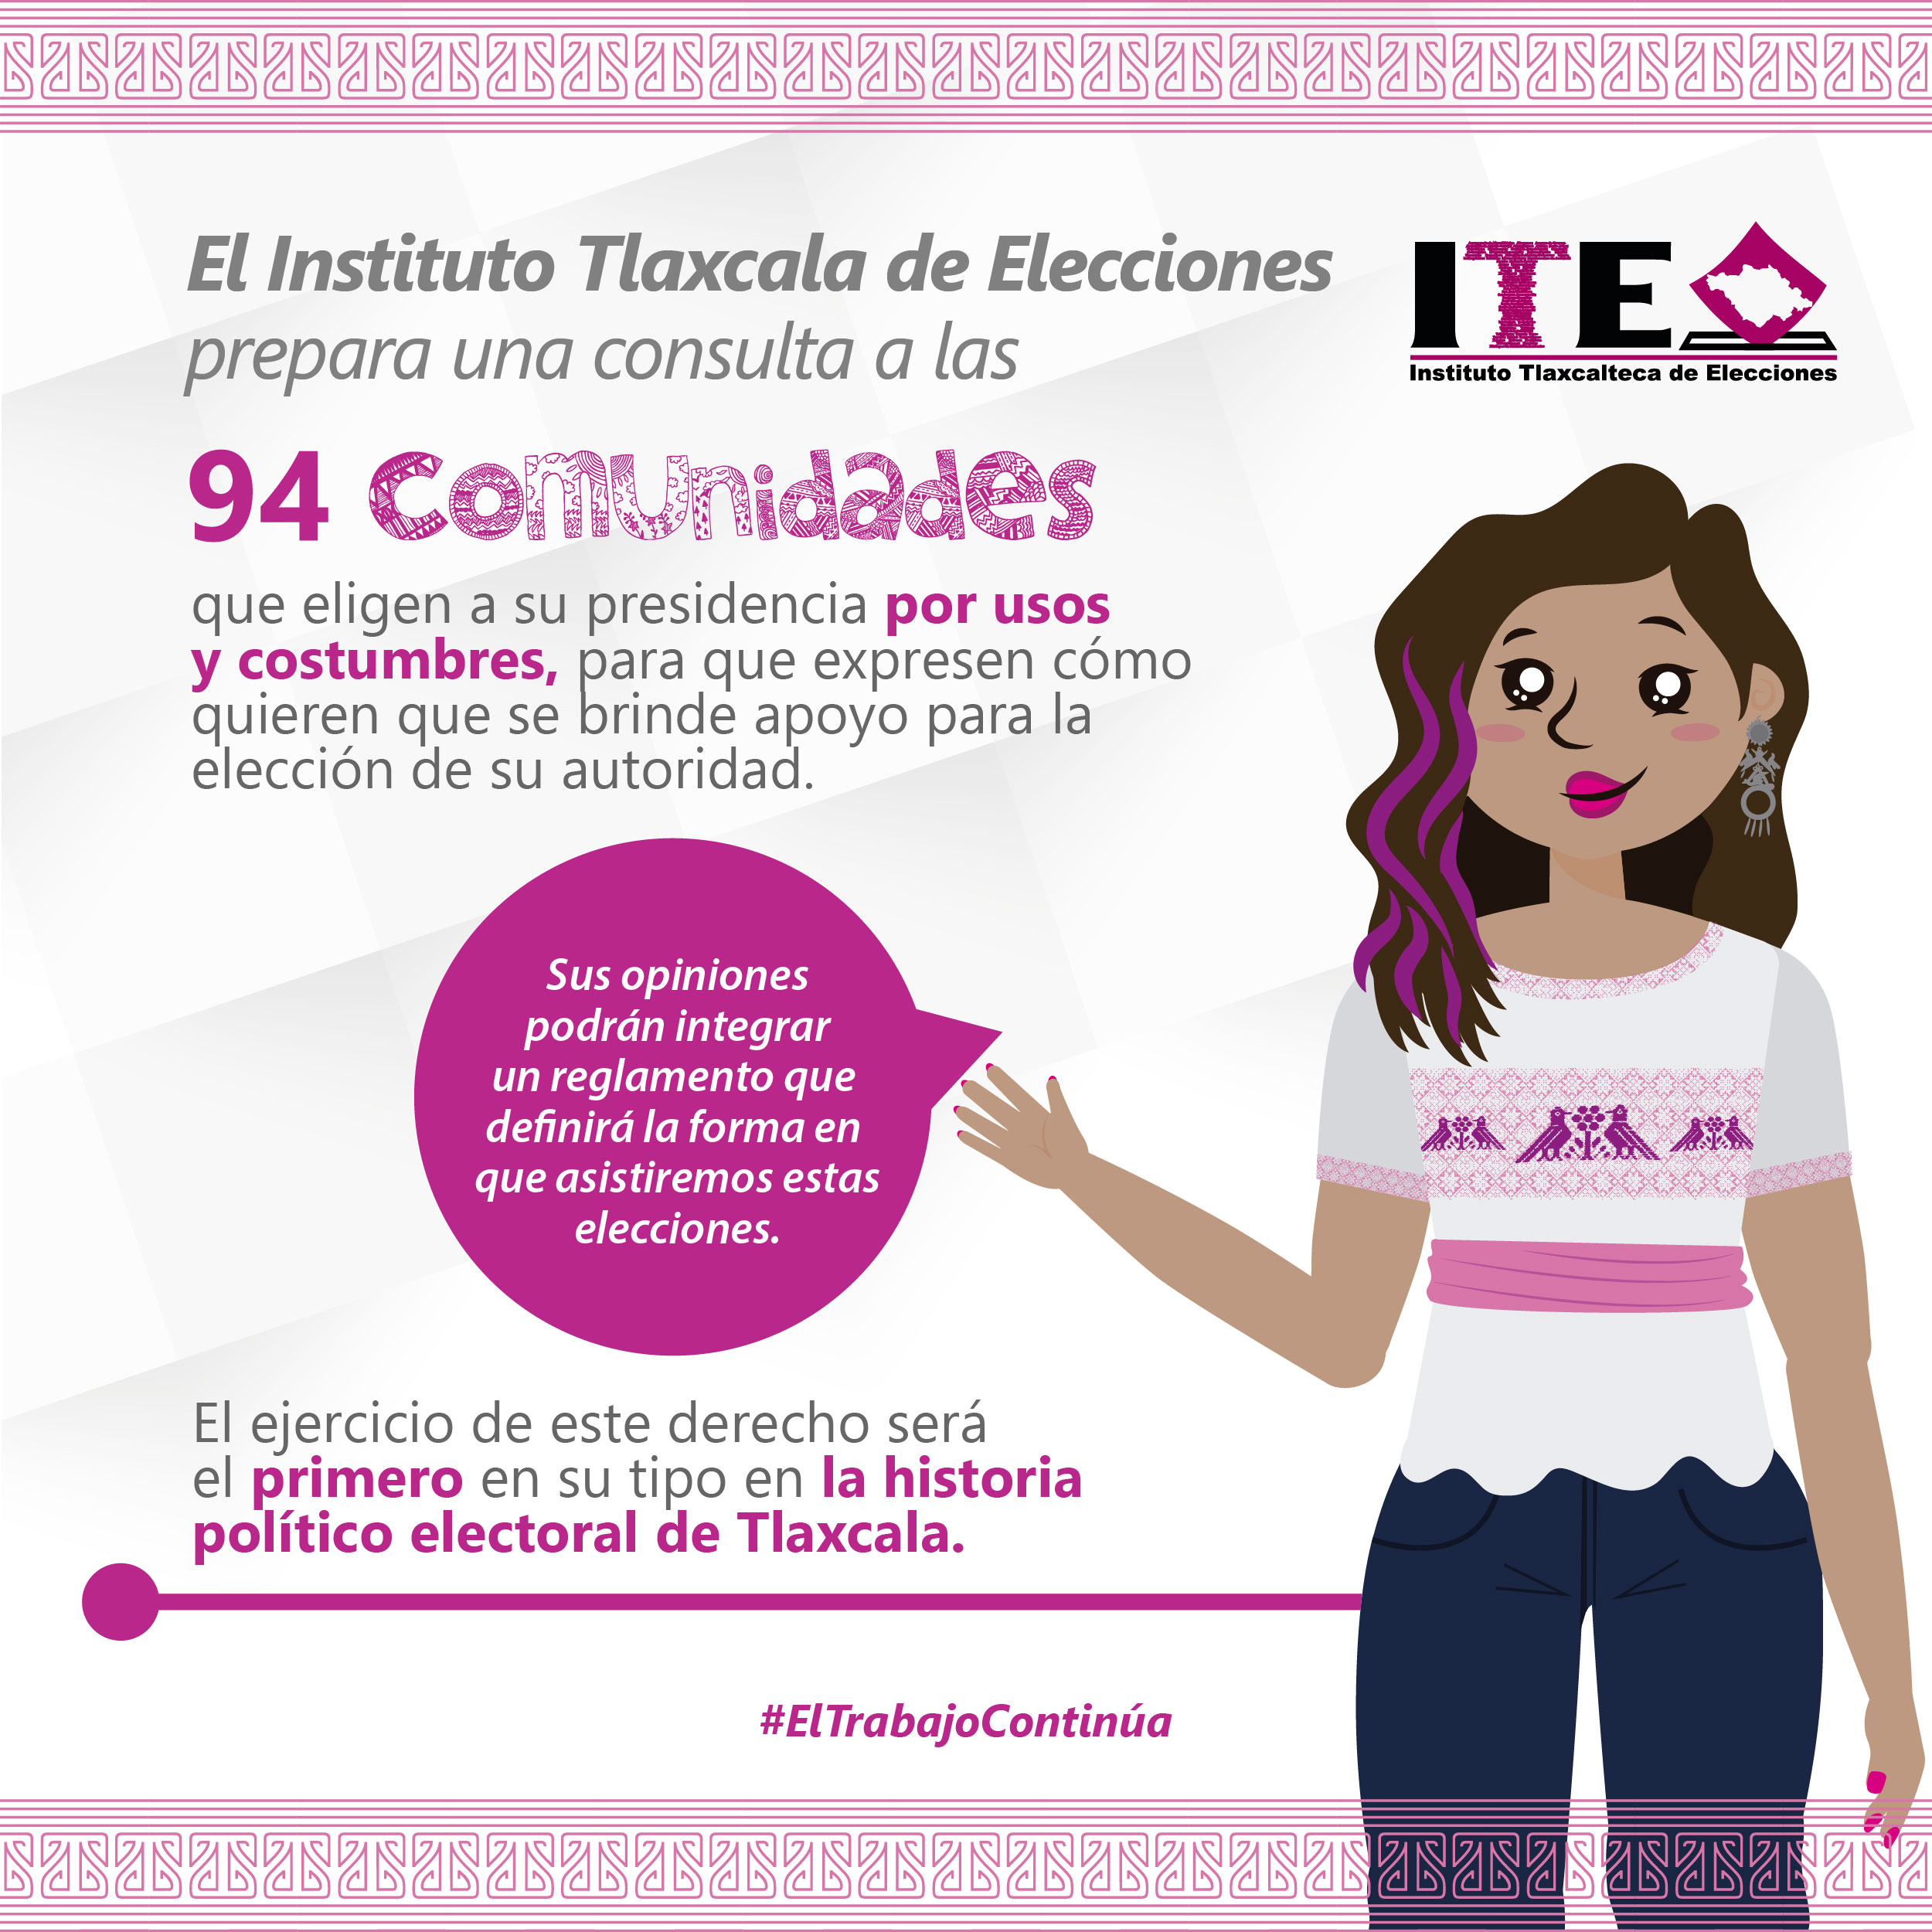 El Instituto Tlaxcala de Elecciones
prepara una consulta a las
ITE
Instituto Tlaxcalteca de Elecciones
94 Comunidades
que eligen a su presidencia por usos
y costumbres, para que expresen cómo
quieren que se brinde apoyo para la
elección de su autoridad.
Sus opiniones
podrán integrar
un reglamento que
definirá la forma en
que asistiremos estas
elecciones.
El ejercicio de este derecho será
el primero en su tipo en la historia
político electoral de Tlaxcala.
#ElTrabajoContinúa